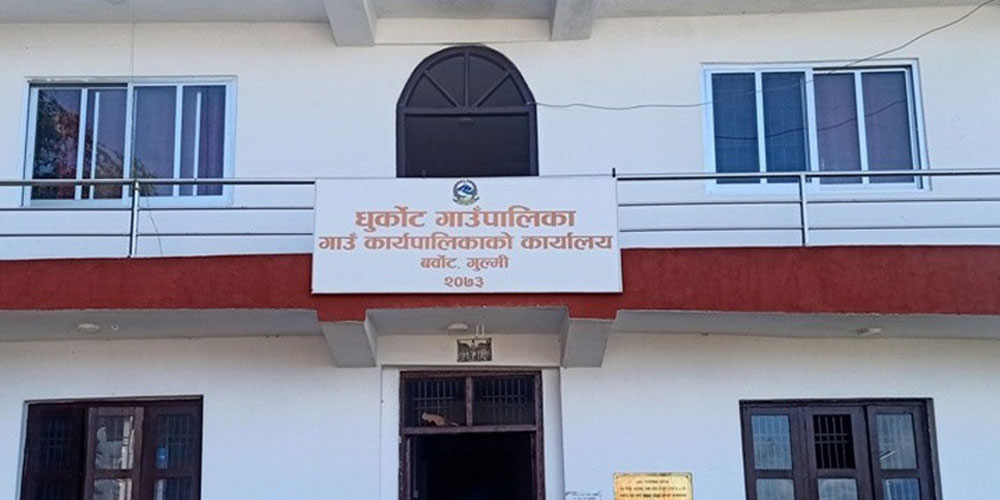 धुर्कोट गाउँपालिका
गाउँ कार्यपालिकाको कार्यालय
बर्वोट, गुल्मी
२०७३